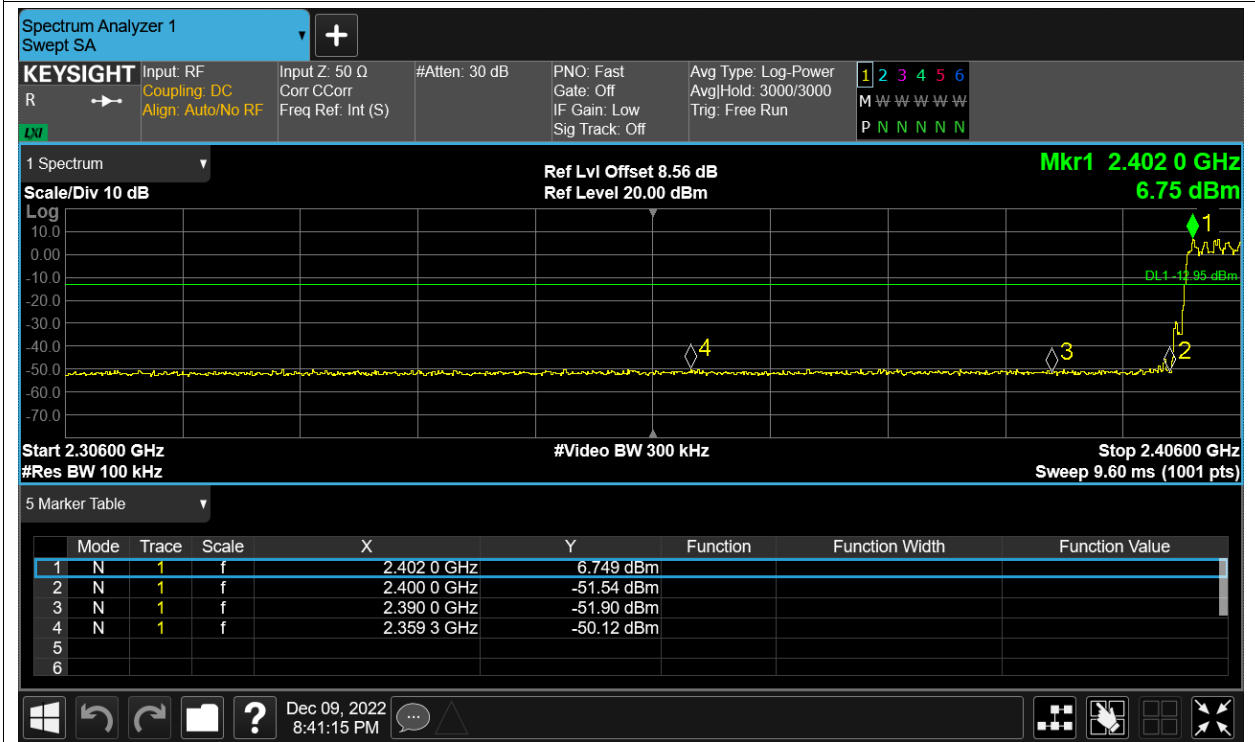 Spectrum Analyzer 1
Swept SA
+
KEYSIGHT Input: RF Input Z: 50 Ω #Atten: 30 dB PNO: Fast Avg Type: Log-Power 1 2 3 4 5 6
R Coupling: DC Corr CCorr Gate: Off Avg|Hold: 3000/3000 M W W W W W W
Align: Auto/No RF Freq Ref: Int (S) IF Gain: Low Trig: Free Run
LXI Sig Track: Off P N N N N N N
1 Spectrum Ref Lvl Offset 8.56 dB Mkr1 2.402 0 GHz
Scale/Div 10 dB Ref Level 20.00 dBm 6.75 dBm
Log
1
10.0
0.00
-10.0 DL1 -12.95 dBm
-20.0
-30.0
-40.0
4 3 2
-50.0
-60.0
-70.0
Start 2.30600 GHz #Video BW 300 kHz Stop 2.40600 GHz
#Res BW 100 kHz Sweep 9.60 ms (1001 pts)
5 Marker Table
Mode Trace Scale X Y Function Function Width Function Value
1 N 1 f 2.402 0 GHz 6.749 dBm
2 N 1 f 2.400 0 GHz -51.54 dBm
3 N 1 f 2.390 0 GHz -51.90 dBm
4 N 1 f 2.359 3 GHz -50.12 dBm
5
6
? Dec 09, 2022
8:41:15 PM